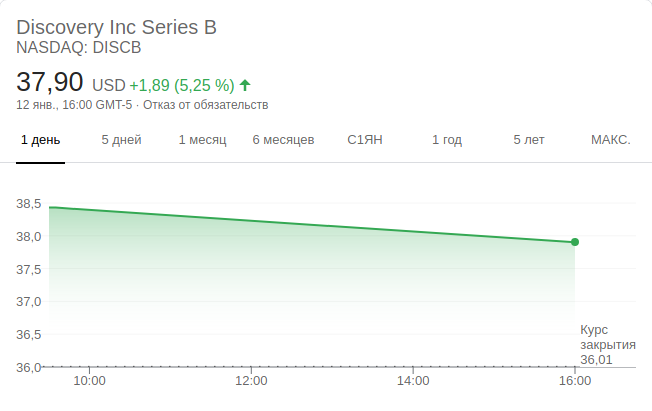 Discovery Inc Series B
NASDAQ: DISCB
37,90 USD +1,89 (5,25 %)
12 янв., 16:00 GMT-5 · Отказ от обязательств
1 день 5 дней 1 месяц 6 месяцев С1ЯН 1 год 5 лет МАКС.
38,5
38,0
37,5
37,0
36,5
36,0
Курс
закрытия
36,01
10:00 12:00 14:00 16:00